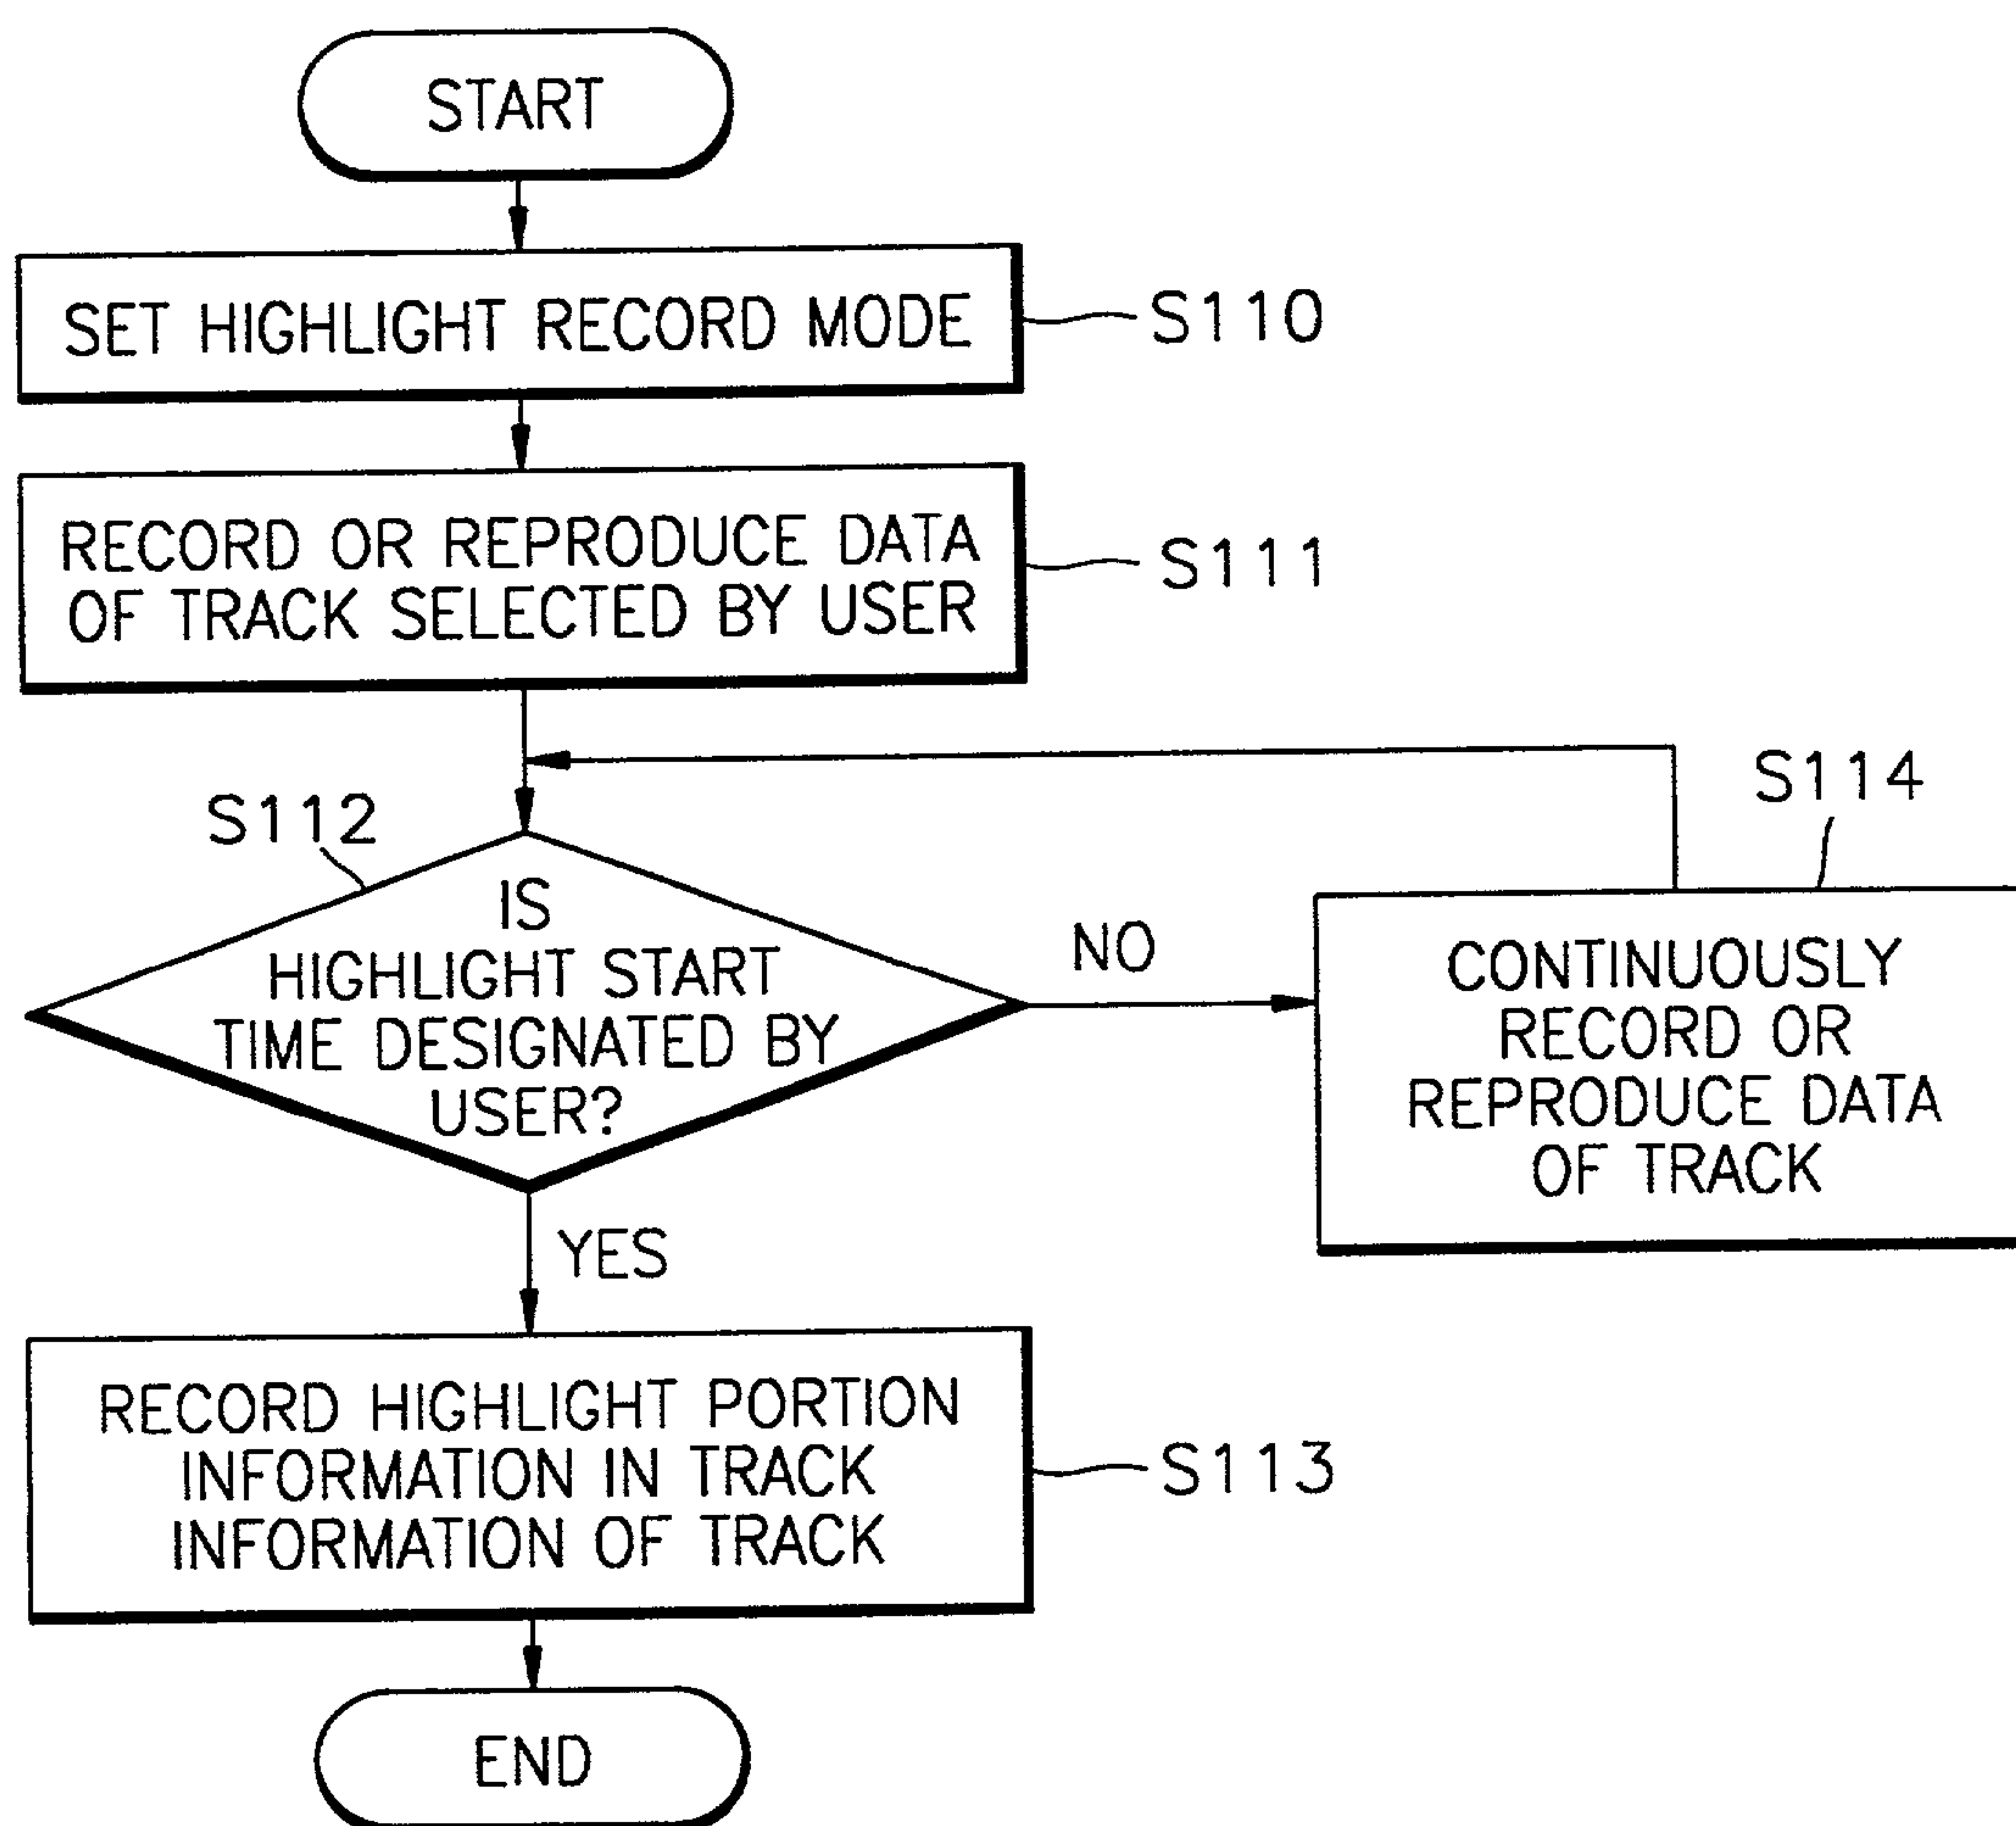 START
SET HIGHLIGHT RECORD MODE
S110
RECORD OR REPRODUCE DATA
OF TRACK SELECTED BY USER
S111
S112
IS
HIGHLIGHT START
TIME DESIGNATED BY
USER?
NO
S114
CONTINUOUSLY
RECORD OR
REPRODUCE DATA
OF TRACK
YES
RECORD HIGHLIGHT PORTION
INFORMATION IN TRACK
INFORMATION OF TRACK
S113
END